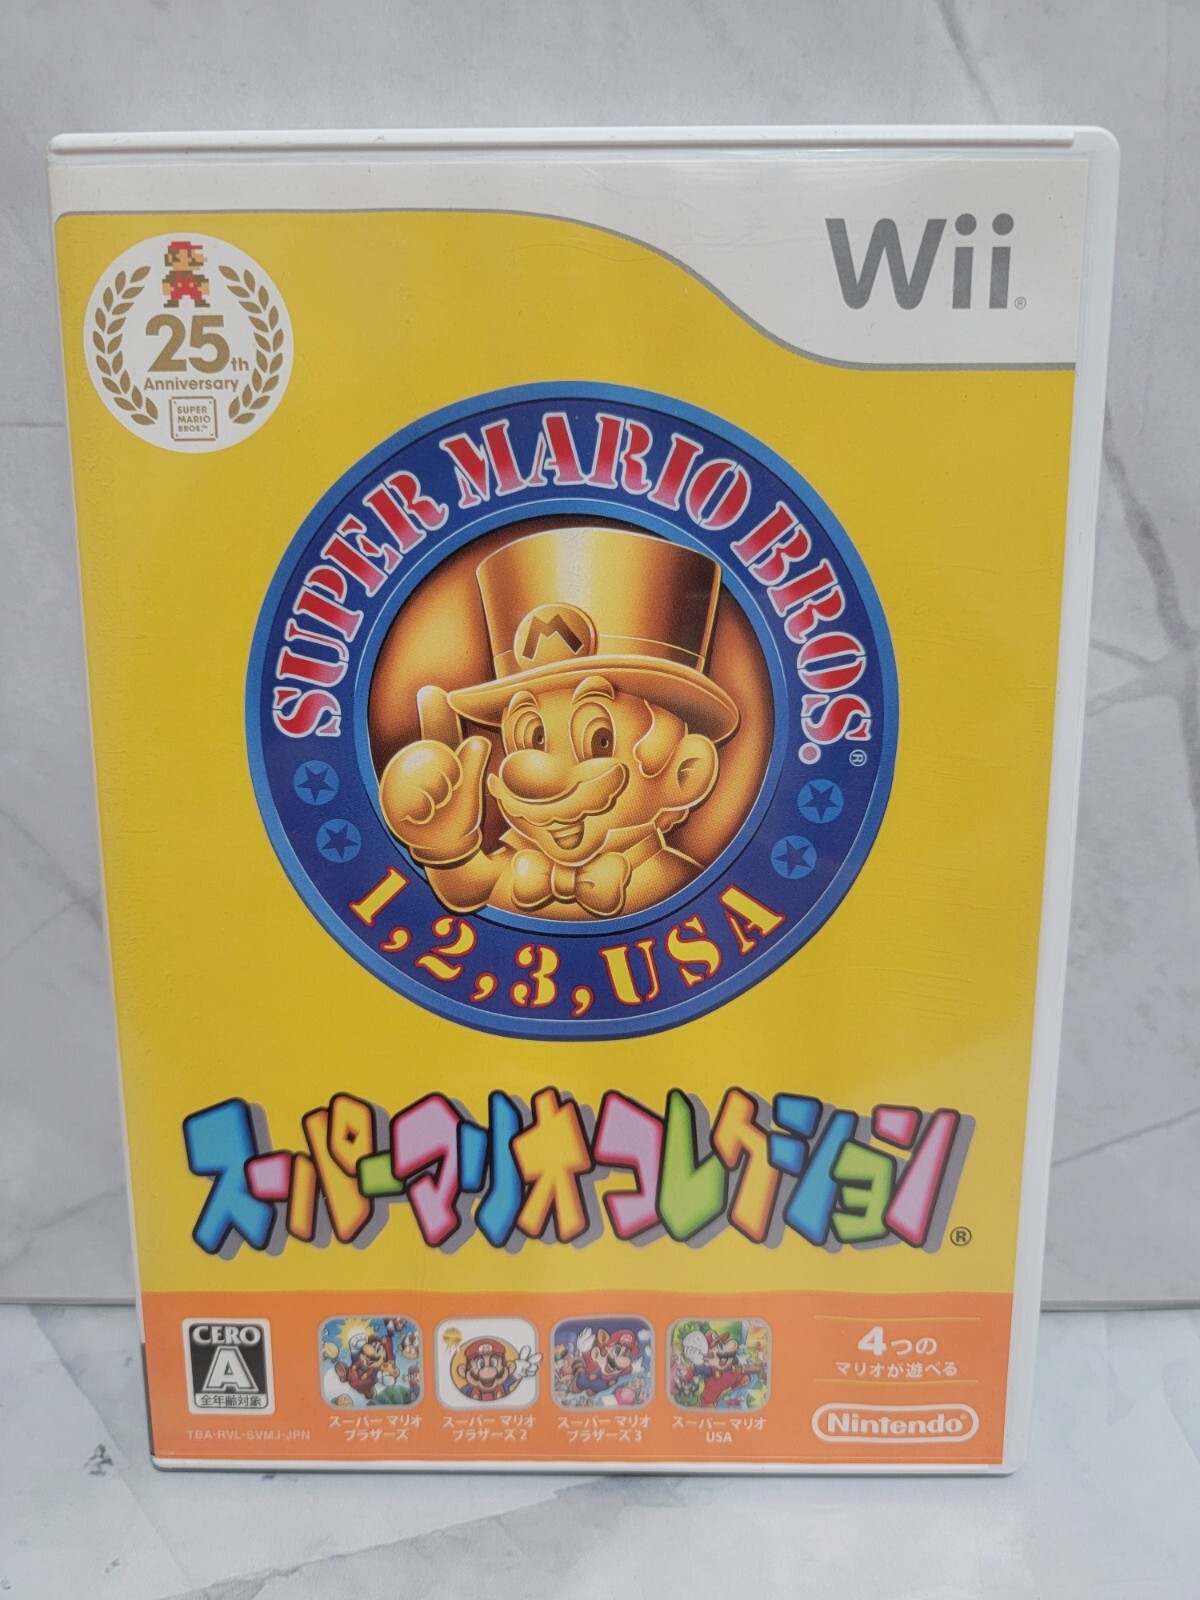 Wii®
25th
Anniversary
SUPER
MARIO
BROS.™
SUPER MARIO BROS.®
M
1,2,3,USA
スーパーマリオコレクション®
CERO
A
全年齢対象
TBA-RVL-SVMJ-JPN
スーパー マリオ
ブラザーズ
スーパー マリオ
ブラザーズ 2
スーパー マリオ
ブラザーズ 3
スーパー マリオ
USA
4つの
マリオが遊べる
Nintendo®